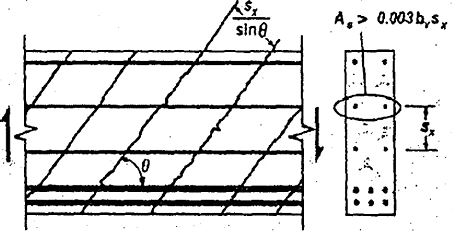 s_x
sinθ
A_s > 0.003 b_v s_x
θ
s_x